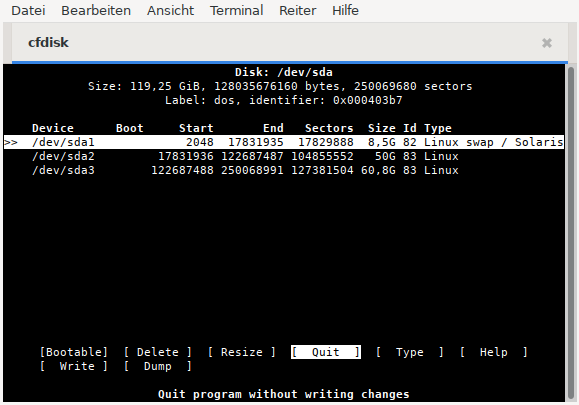 Datei Bearbeiten Ansicht Terminal Reiter Hilfe
cfdisk ✖
Disk: /dev/sda
Size: 119,25 GiB, 128035676160 bytes, 250069680 sectors
Label: dos, identifier: 0x000403b7
Device Boot Start End Sectors Size Id Type
>> /dev/sda1 2048 17831935 17829888 8,5G 82 Linux swap / Solaris
/dev/sda2 17831936 122687487 104855552 50G 83 Linux
/dev/sda3 122687488 250068991 127381504 60,8G 83 Linux
[Bootable] [ Delete ] [ Resize ] [ Quit ] [ Type ] [ Help ]
[ Write ] [ Dump ]
Quit program without writing changes